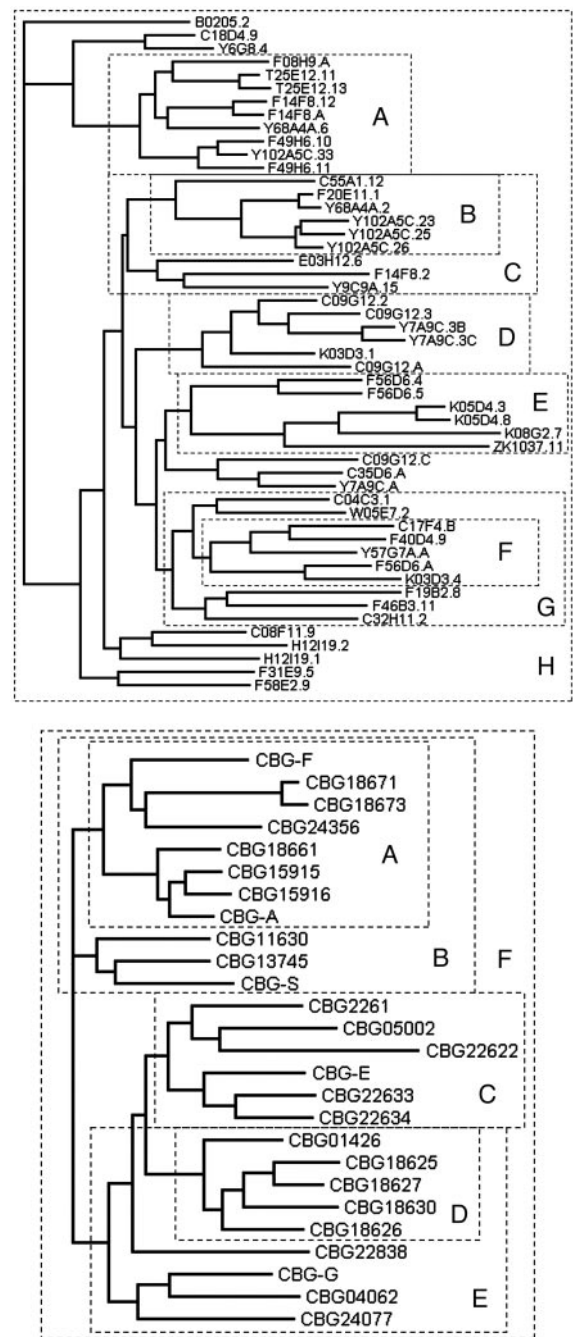 B0205.2
C18D4.9
Y6G8.4
F08H9.A
T25E12.11
T25E12.13
F14F8.12
F14F8.A
Y68A4A.6
F49H6.10
Y102A5C.33
F49H6.11
A
C55A1.12
F20E11.1
Y68A4A.2
Y102A5C.23
Y102A5C.25
Y102A5C.26
B
E03H12.6
F14F8.2
Y9C9A.15
C
C09G12.2
C09G12.3
Y7A9C.3B
Y7A9C.3C
K03D3.1
C09G12.A
D
F56D6.4
F56D6.5
K05D4.3
K05D4.8
K08G2.7
ZK1037.11
E
C09G12.C
C35D6.A
Y7A9C.A
C04C3.1
W05E7.2
C17F4.B
F40D4.9
Y57G7A.A
F56D6.A
K03D3.4
F
F19B2.8
F46B3.11
C32H11.2
G
C08F11.9
H12I19.2
H12I19.1
F31E9.5
F58E2.9
H
CBG-F
CBG18671
CBG18673
CBG24356
CBG18661
CBG15915
CBG15916
CBG-A
A
CBG11630
CBG13745
CBG-S
B
F
CBG2261
CBG05002
CBG22622
CBG-E
CBG22633
CBG22634
C
CBG01426
CBG18625
CBG18627
CBG18630
CBG18626
D
CBG22838
CBG-G
CBG04062
CBG24077
E